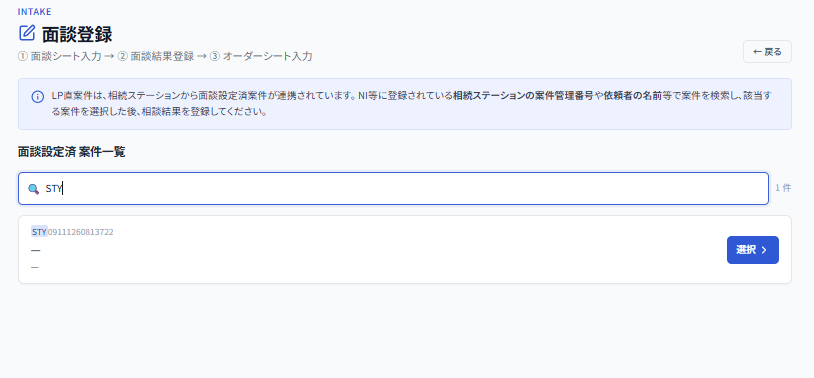 INTAKE
面談登録
① 面談シート入力 → ② 面談結果登録 → ③ オーダーシート入力
← 戻る
LP直案件は、相続ステーションから面談設定済案件が連携されています。NI等に登録されている相続ステーションの案件管理番号や依頼者の名前等で案件を検索し、該当す
る案件を選択した後、相談結果を登録してください。
面談設定済 案件一覧
STY
1 件
STY09111260813722
—
—
選択 >